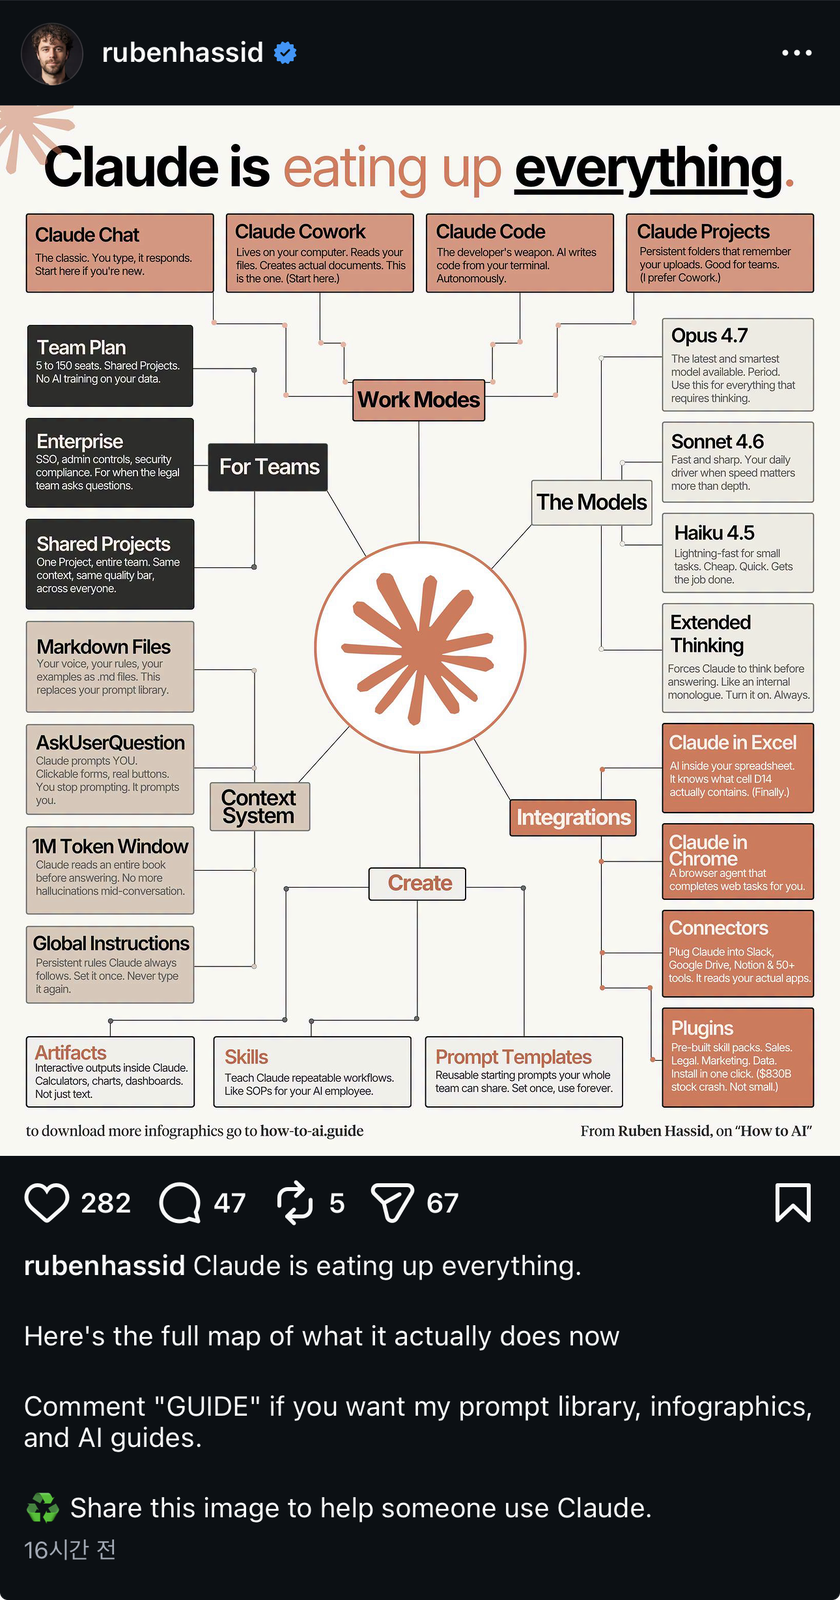 rubenhassid
Claude is eating up everything.
Claude Chat
The classic. You type, it responds.
Start here if you're new.
Claude Cowork
Lives on your computer. Reads your
files. Creates actual documents. This
is the one. (Start here.)
Claude Code
The developer's weapon. AI writes
code from your terminal.
Autonomously.
Claude Projects
Persistent folders that remember
your uploads. Good for teams.
(I prefer Cowork.)
Work Modes
Team Plan
5 to 150 seats. Shared Projects.
No AI training on your data.
Enterprise
SSO, admin controls, security
compliance. For when the legal
team asks questions.
Shared Projects
One Project, entire team. Same
context, same quality bar,
across everyone.
For Teams
Opus 4.7
The latest and smartest
model available. Period.
Use this for everything that
requires thinking.
Sonnet 4.6
Fast and sharp. Your daily
driver when speed matters
more than depth.
Haiku 4.5
Lightning-fast for small
tasks. Cheap. Quick. Gets
the job done.
Extended
Thinking
Forces Claude to think before
answering. Like an internal
monologue. Turn it on. Always.
The Models
Markdown Files
Your voice, your rules, your
examples as .md files. This
replaces your prompt library.
AskUserQuestion
Claude prompts YOU.
Clickable forms, real buttons.
You stop prompting. It prompts
you.
1M Token Window
Claude reads an entire book
before answering. No more
hallucinations mid-conversation.
Global Instructions
Persistent rules Claude always
follows. Set it once. Never type
it again.
Context
System
Claude in Excel
AI inside your spreadsheet.
It knows what cell D14
actually contains. (Finally.)
Claude in
Chrome
A browser agent that
completes web tasks for you.
Connectors
Plug Claude into Slack,
Google Drive, Notion & 50+
tools. It reads your actual apps.
Plugins
Pre-built skill packs. Sales.
Legal. Marketing. Data.
Install in one click. ($830B
stock crash. Not small.)
Integrations
Create
Artifacts
Interactive outputs inside Claude.
Calculators, charts, dashboards.
Not just text.
Skills
Teach Claude repeatable workflows.
Like SOPs for your AI employee.
Prompt Templates
Reusable starting prompts your whole
team can share. Set once, use forever.
to download more infographics go to how-to-ai.guide
From Ruben Hassid, on “How to AI”
282 47 5 67
rubenhassid Claude is eating up everything.
Here's the full map of what it actually does now
Comment "GUIDE" if you want my prompt library, infographics,
and AI guides.
♻️ Share this image to help someone use Claude.
16시간 전